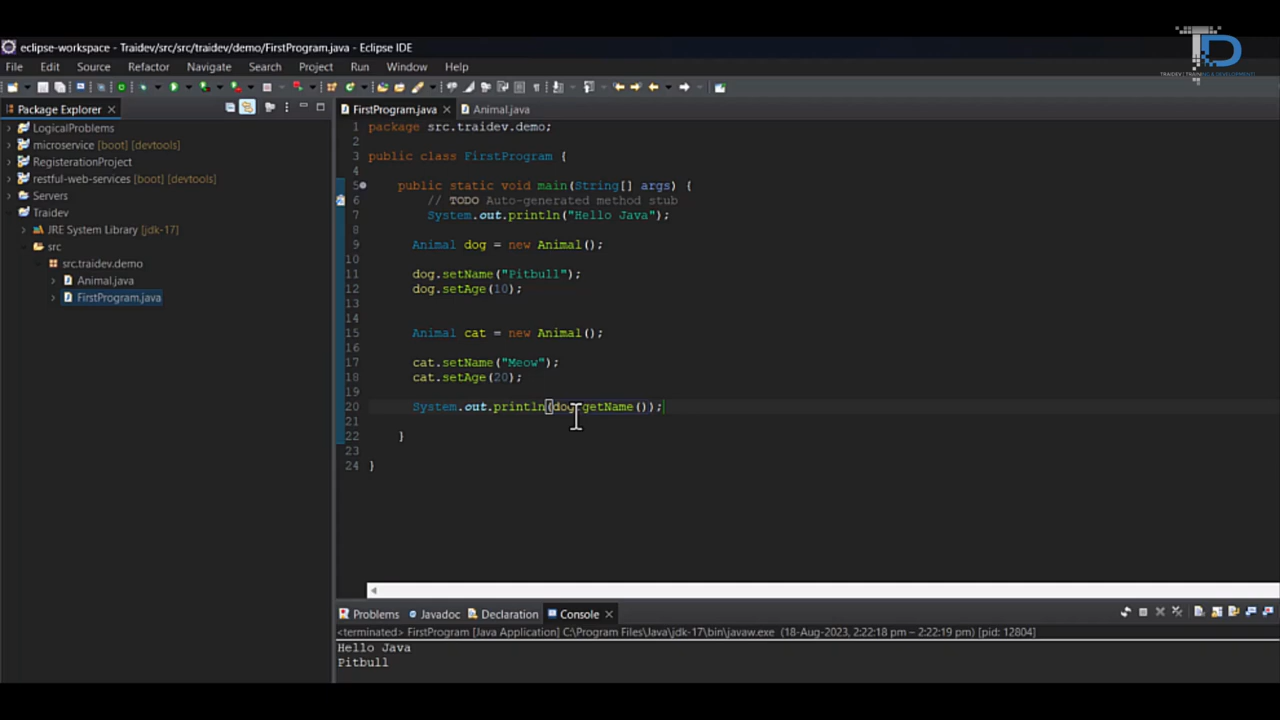 TD
TRAIDEV | TRAINING & DEVELOPMENT
eclipse-workspace - Traidev/src/src/traidev/demo/FirstProgram.java - Eclipse IDE
File Edit Source Refactor Navigate Search Project Run Window Help
Package Explorer
LogicalProblems
microservice [boot] [devtools]
RegisterationProject
restful-web-services [boot] [devtools]
Servers
Traidev
JRE System Library [jdk-17]
src
src.traidev.demo
Animal.java
FirstProgram.java
FirstProgram.java Animal.java
1 package src.traidev.demo;
2
3 public class FirstProgram {
4
5 public static void main(String[] args) {
6 // TODO Auto-generated method stub
7 System.out.println("Hello Java");
8
9 Animal dog = new Animal();
10
11 dog.setName("Pitbull");
12 dog.setAge(10);
13
14
15 Animal cat = new Animal();
16
17 cat.setName("Meow");
18 cat.setAge(20);
19
20 System.out.println(dog.getName());
21
22 }
23
24 }
Problems Javadoc Declaration Console
<terminated> FirstProgram [Java Application] C:\Program Files\Java\jdk-17\bin\javaw.exe (18-Aug-2023, 2:22:18 pm – 2:22:19 pm) [pid: 12804]
Hello Java
Pitbull